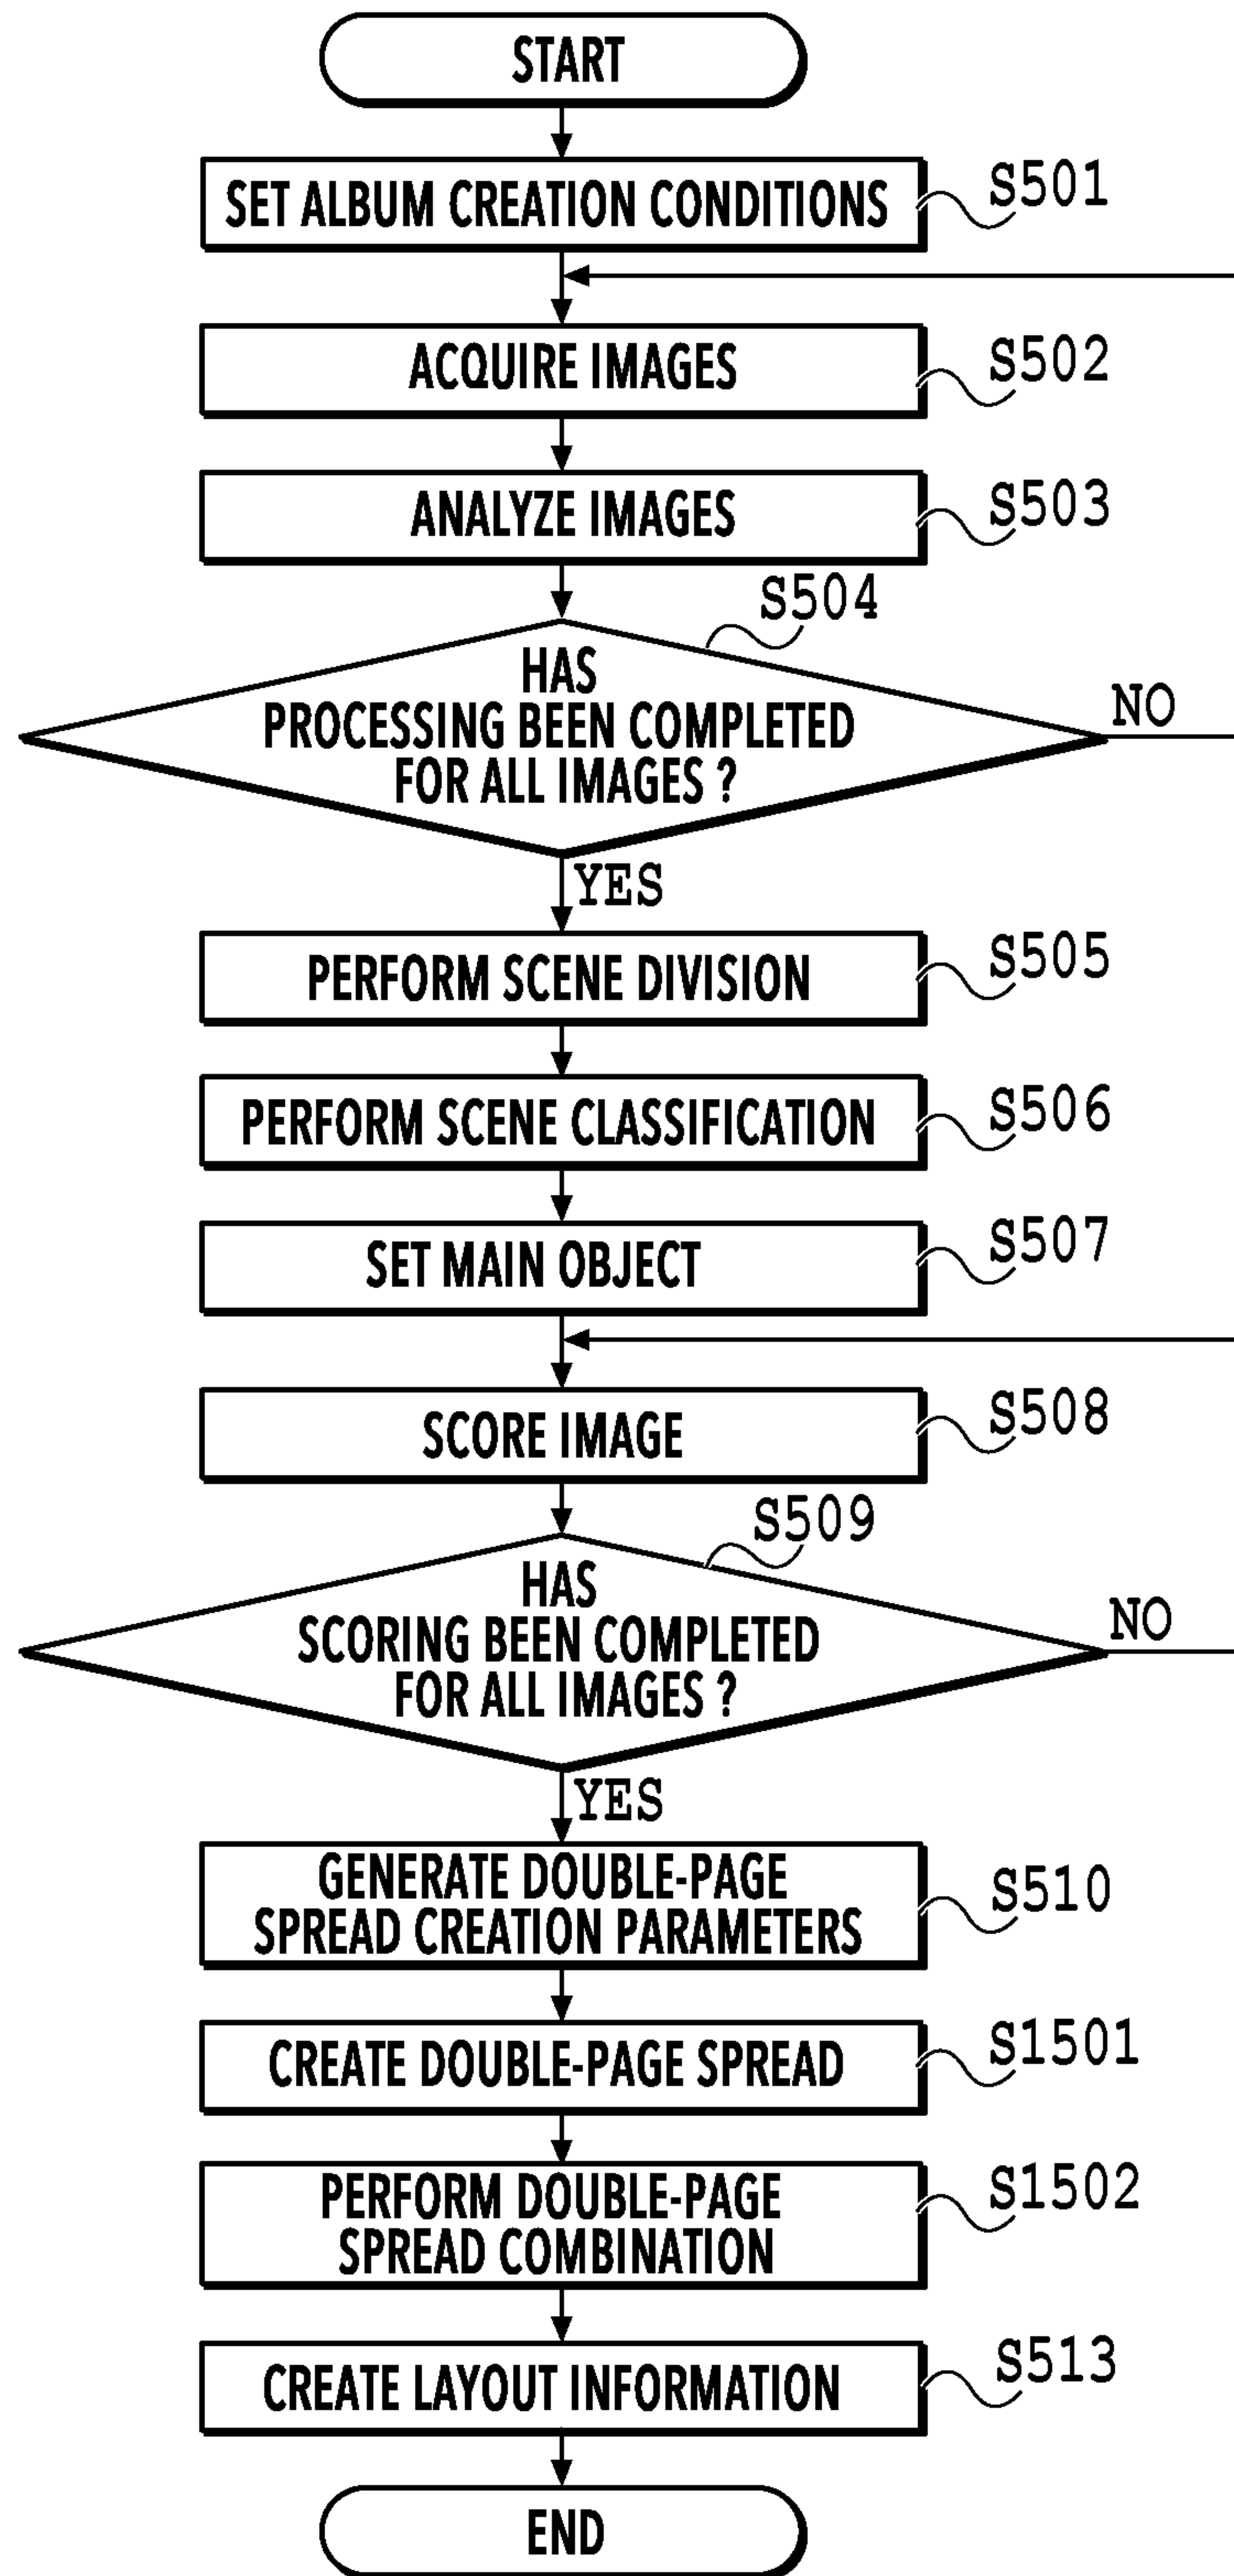 START
SET ALBUM CREATION CONDITIONS
S501
ACQUIRE IMAGES
S502
ANALYZE IMAGES
S503
S504
HAS
PROCESSING BEEN COMPLETED
FOR ALL IMAGES ?
NO
YES
PERFORM SCENE DIVISION
S505
PERFORM SCENE CLASSIFICATION
S506
SET MAIN OBJECT
S507
SCORE IMAGE
S508
S509
HAS
SCORING BEEN COMPLETED
FOR ALL IMAGES ?
NO
YES
GENERATE DOUBLE-PAGE
SPREAD CREATION PARAMETERS
S510
CREATE DOUBLE-PAGE SPREAD
S1501
PERFORM DOUBLE-PAGE
SPREAD COMBINATION
S1502
CREATE LAYOUT INFORMATION
S513
END